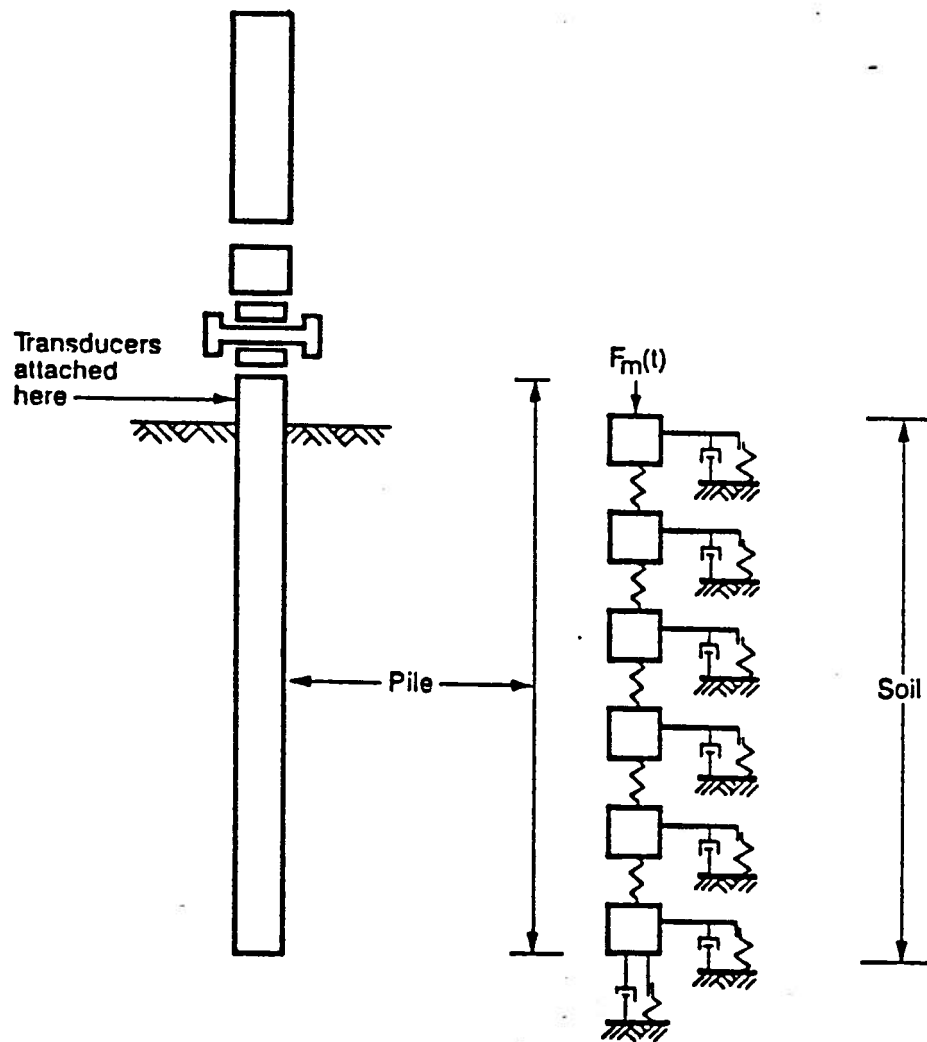 Transducers
attached
here
Fm(t)
Pile
Soil